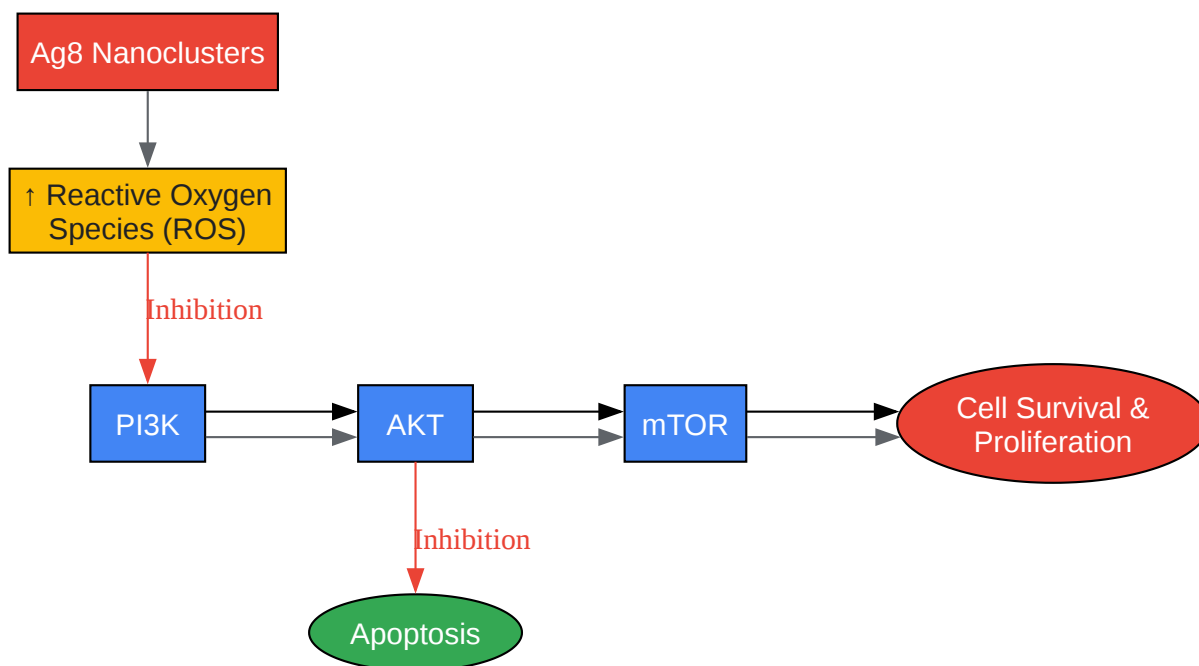 Ag8 Nanoclusters
↑ Reactive Oxygen
Species (ROS)
Inhibition
PI3K
AKT
mTOR
Cell Survival &
Proliferation
Inhibition
Apoptosis